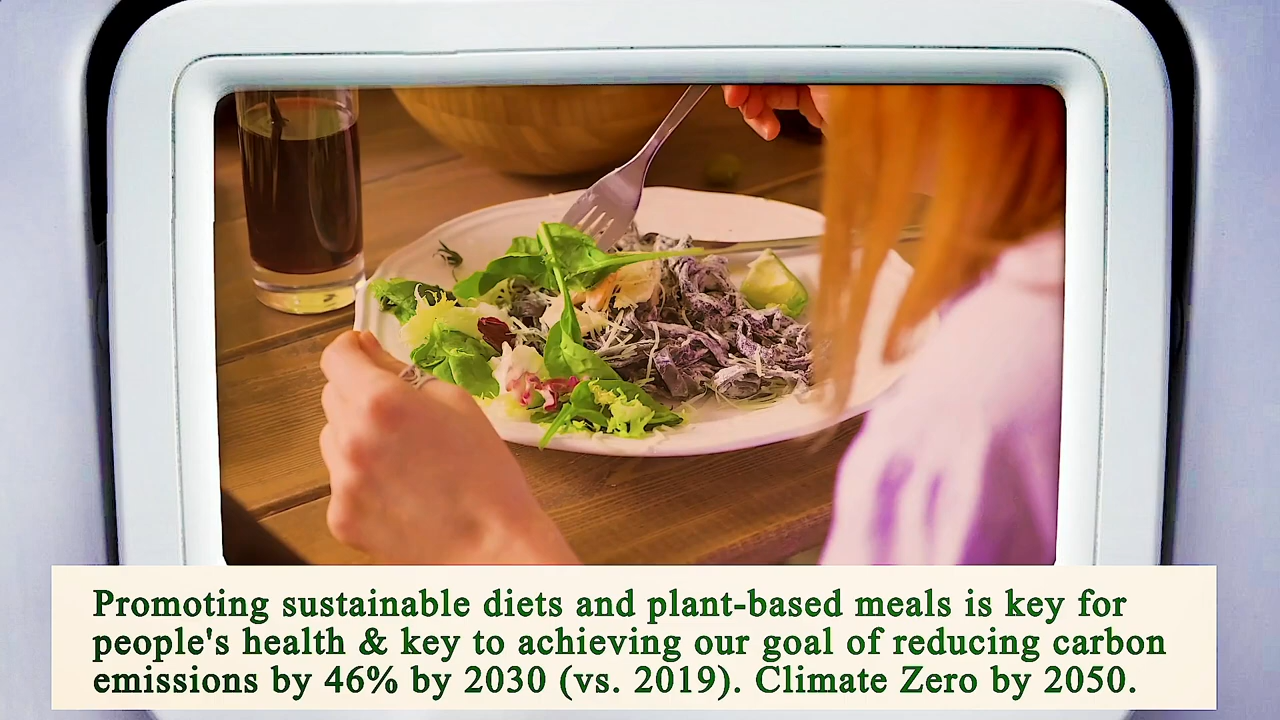 Promoting sustainable diets and plant-based meals is key for
people's health & key to achieving our goal of reducing carbon
emissions by 46% by 2030 (vs. 2019). Climate Zero by 2050.